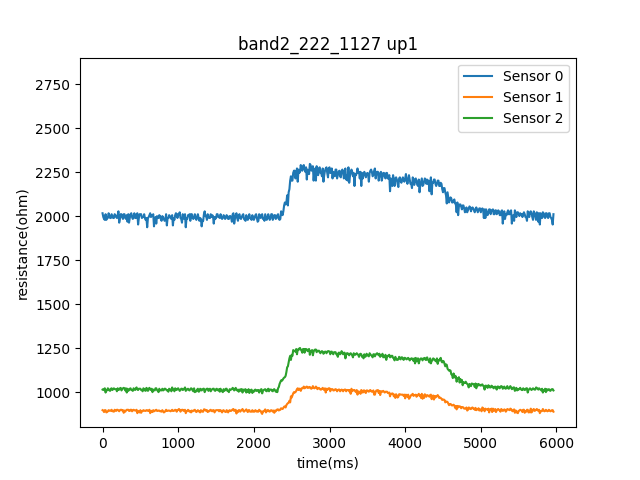 band2_222_1127 up1
Sensor 0
Sensor 1
Sensor 2
resistance(ohm)
2750
2500
2250
2000
1750
1500
1250
1000
0 1000 2000 3000 4000 5000 6000
time(ms)